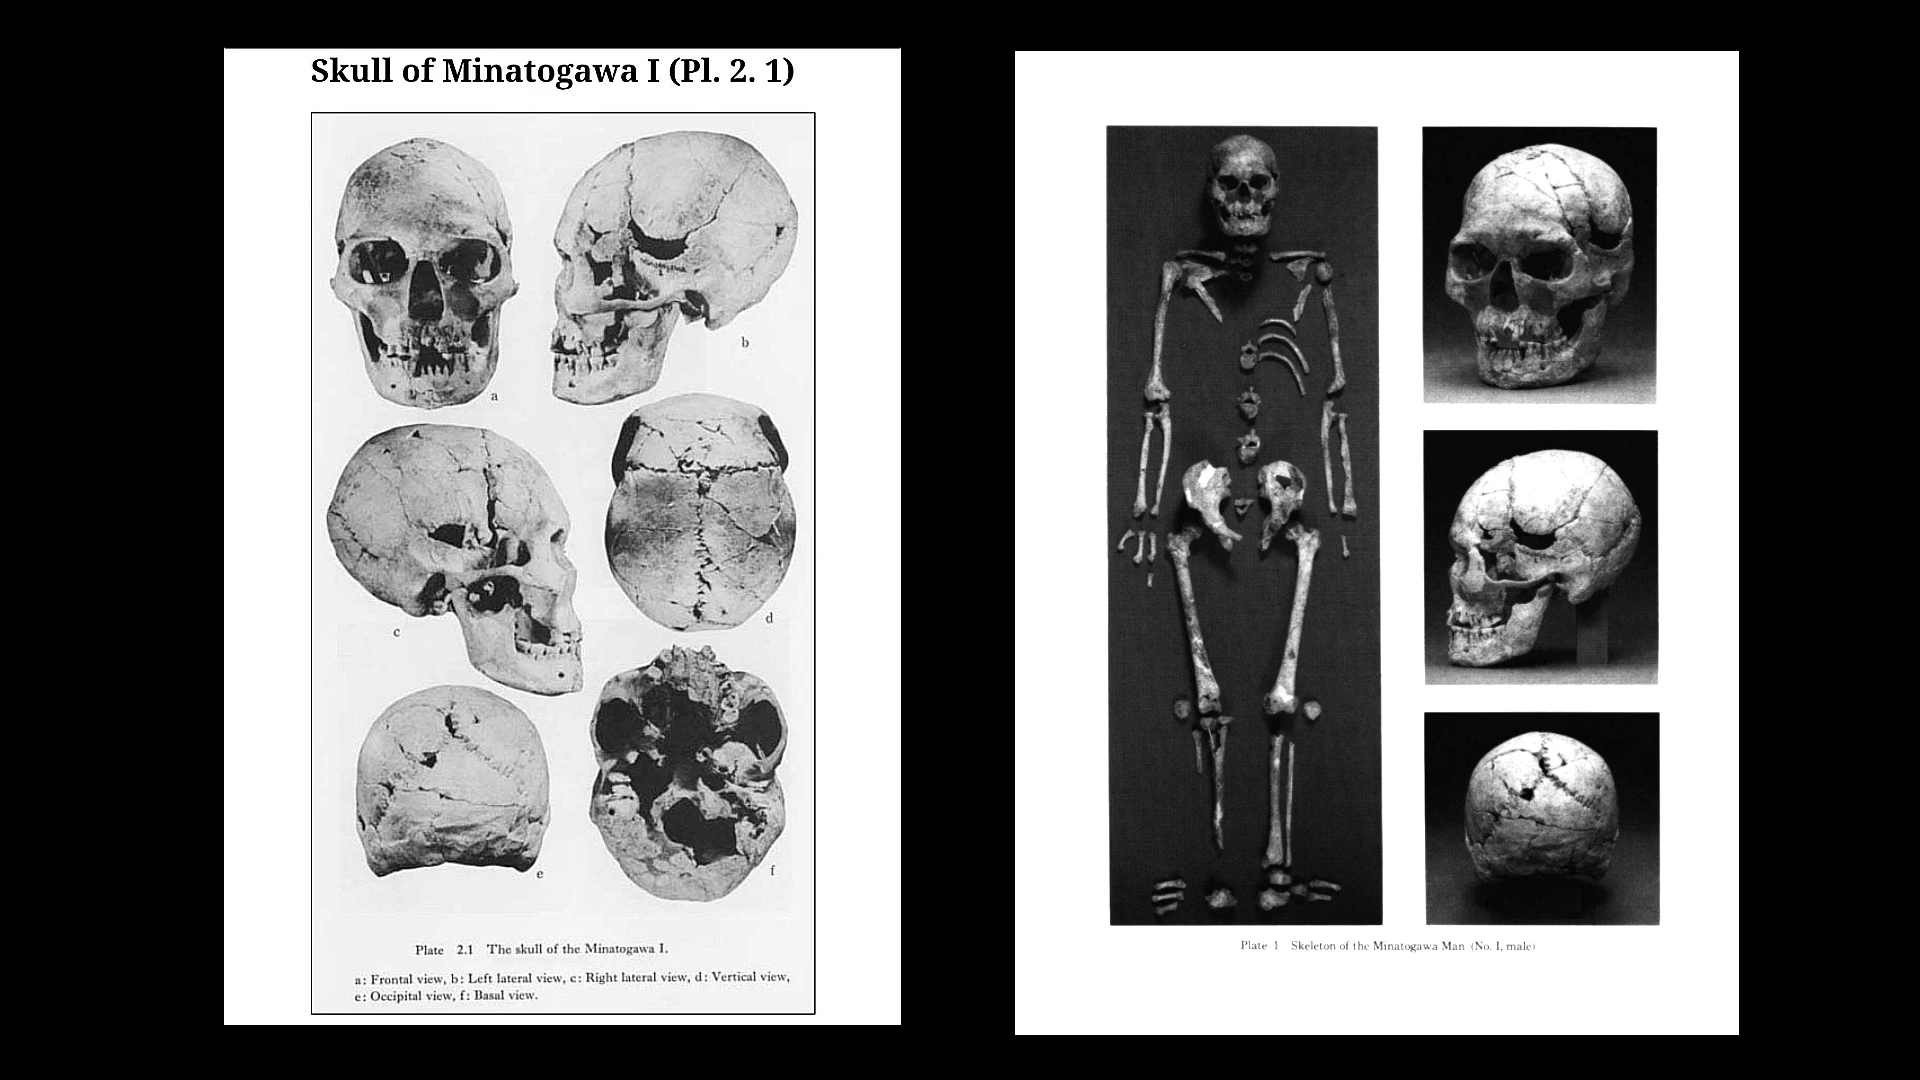 Skull of Minatogawa I (Pl. 2. 1)
a
b
c
d
e
f
Plate 2.1 The skull of the Minatogawa I.
a: Frontal view, b: Left lateral view, c: Right lateral view, d: Vertical view,
e: Occipital view, f: Basal view.
Plate 1 Skeleton of the Minatogawa Man (No. I, male)